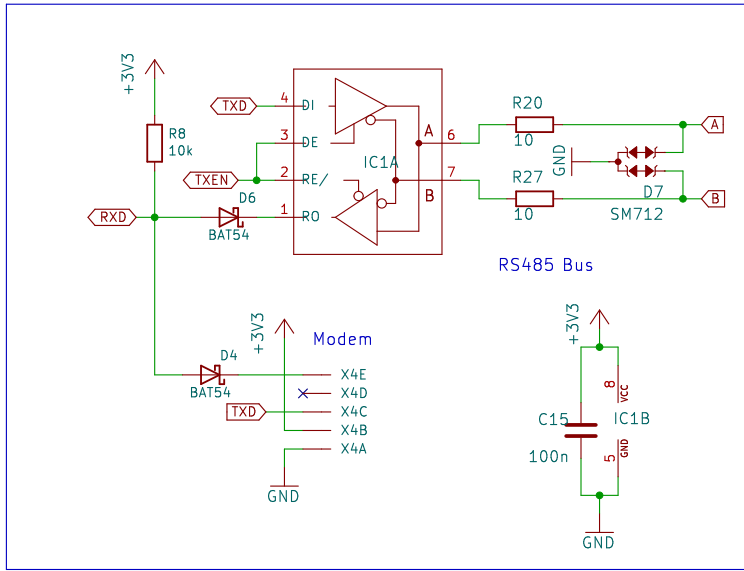 +3V3
R8
10k
TXD
4
DI
3
DE
TXEN
2
RE/
D6
RXD
BAT54
1
RO
IC1A
A
6
B
7
R20
10
A
GND
R27
10
D7
SM712
B
RS485 Bus
+3V3
Modem
D4
BAT54
X4E
X4D
TXD
X4C
X4B
X4A
GND
+3V3
8
VCC
C15
IC1B
100n
5
GND
GND